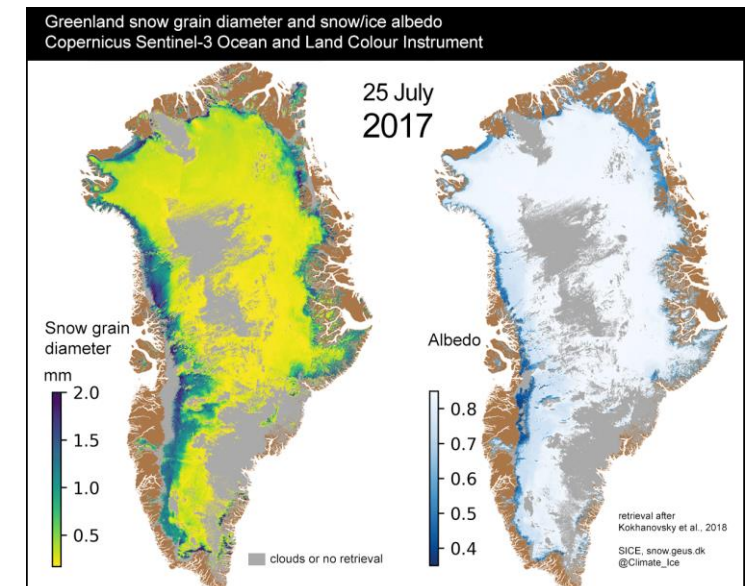 Greenland snow grain diameter and snow/ice albedo
Copernicus Sentinel-3 Ocean and Land Colour Instrument
25 July
2017
Snow grain
diameter
mm
2.0
1.5
1.0
0.5
clouds or no retrieval
Albedo
0.8
0.7
0.6
0.5
0.4
retrieval after
Kokhanovsky et al., 2018
SICE, snow.geus.dk
@Climate_Ice